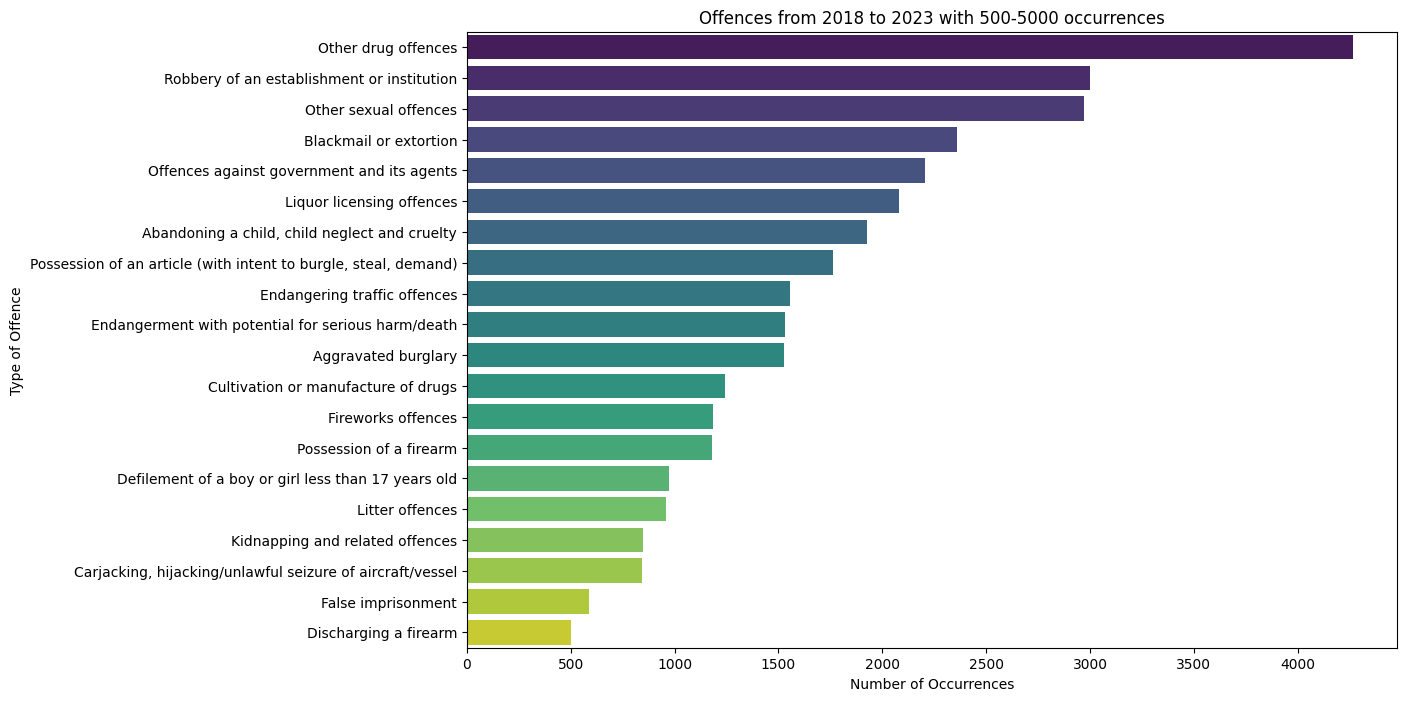 Offences from 2018 to 2023 with 500-5000 occurrences
Type of Offence
Other drug offences
Robbery of an establishment or institution
Other sexual offences
Blackmail or extortion
Offences against government and its agents
Liquor licensing offences
Abandoning a child, child neglect and cruelty
Possession of an article (with intent to burgle, steal, demand)
Endangering traffic offences
Endangerment with potential for serious harm/death
Aggravated burglary
Cultivation or manufacture of drugs
Fireworks offences
Possession of a firearm
Defilement of a boy or girl less than 17 years old
Litter offences
Kidnapping and related offences
Carjacking, hijacking/unlawful seizure of aircraft/vessel
False imprisonment
Discharging a firearm
0 500 1000 1500 2000 2500 3000 3500 4000
Number of Occurrences